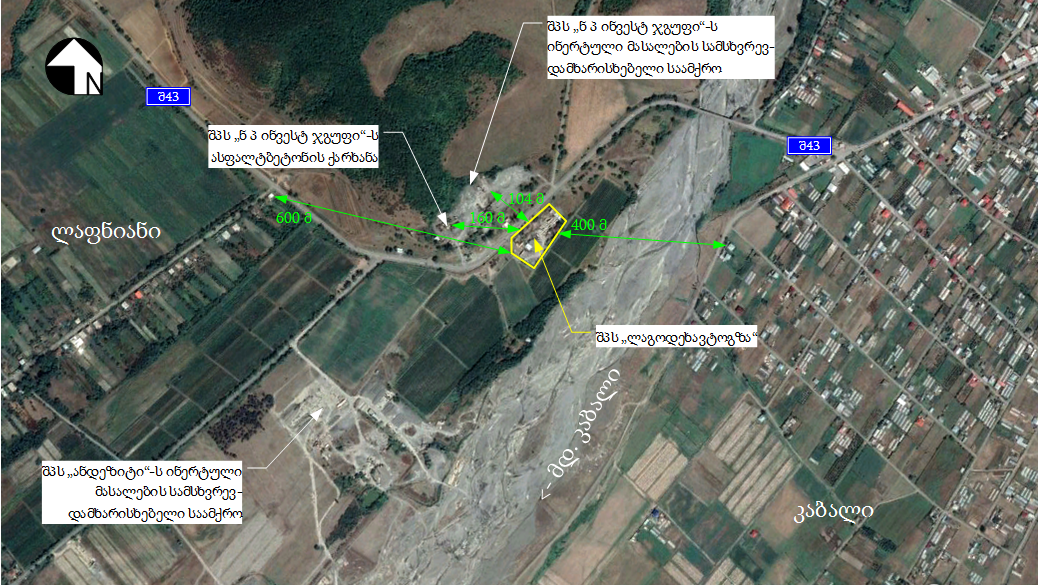 შპს „ნ პ ინვესტ ჯგუფი“-ს
ინერტული მასალების სამსხვრევ-
დამხარისხებელი საამქრო
N
შ43
შპს „ნ პ ინვესტ ჯგუფი“-ს
ასფალტბეტონის ქარხანა
შ43
104 მ
160 მ
600 მ
400 მ
ლაფნიანი
შპს „ლაგოდეხავტოგზა“
მდ. კაბალი
შპს „ანდეზიტი“-ს ინერტული
მასალების სამსხვრევ-
დამხარისხებელი საამქრო
კაბალი